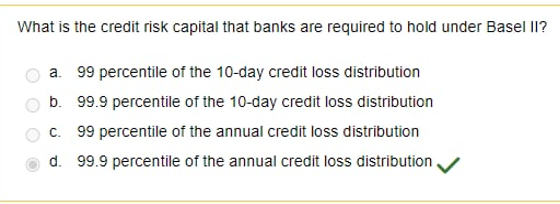 What is the credit risk capital that banks are required to hold under Basel II?
a. 99 percentile of the 10-day credit loss distribution
b. 99.9 percentile of the 10-day credit loss distribution
c. 99 percentile of the annual credit loss distribution
d. 99.9 percentile of the annual credit loss distribution